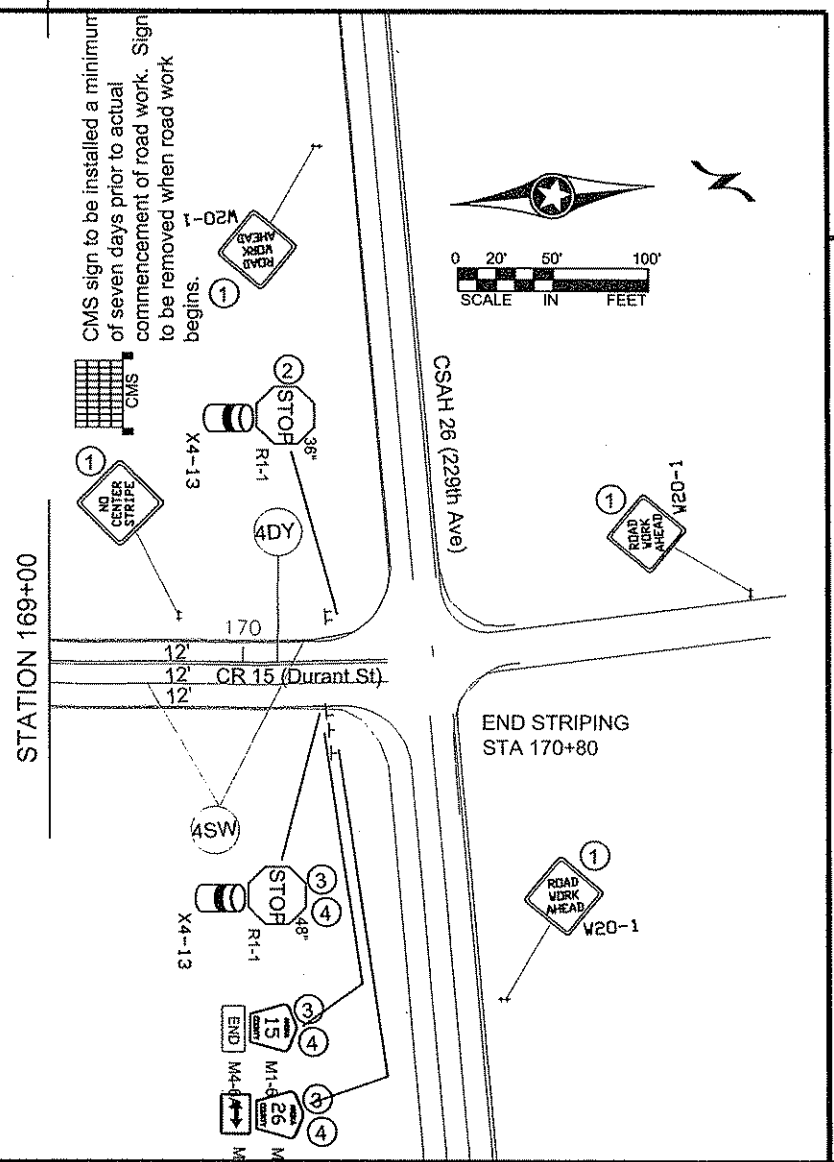 CMS sign to be installed a minimum
of seven days prior to actual
commencement of road work. Sign
to be removed when road work
begins.
CMS
W20-1
ROAD
WORK
AHEAD
1
0 20' 50' 100'
SCALE IN FEET
CSAH 26 (229th Ave)
2
STOP
36"
R1-1
X4-13
1
NO
CENTER
STRIPE
4DY
1
ROAD
WORK
AHEAD
W20-1
STATION 169+00
170
12'
12'
12'
CR 15 (Durant St)
END STRIPING
STA 170+80
4SW
3
4
STOP
48"
R1-1
X4-13
1
ROAD
WORK
AHEAD
W20-1
3
4
15
COUNTY
END
M1-6
3
4
26
COUNTY